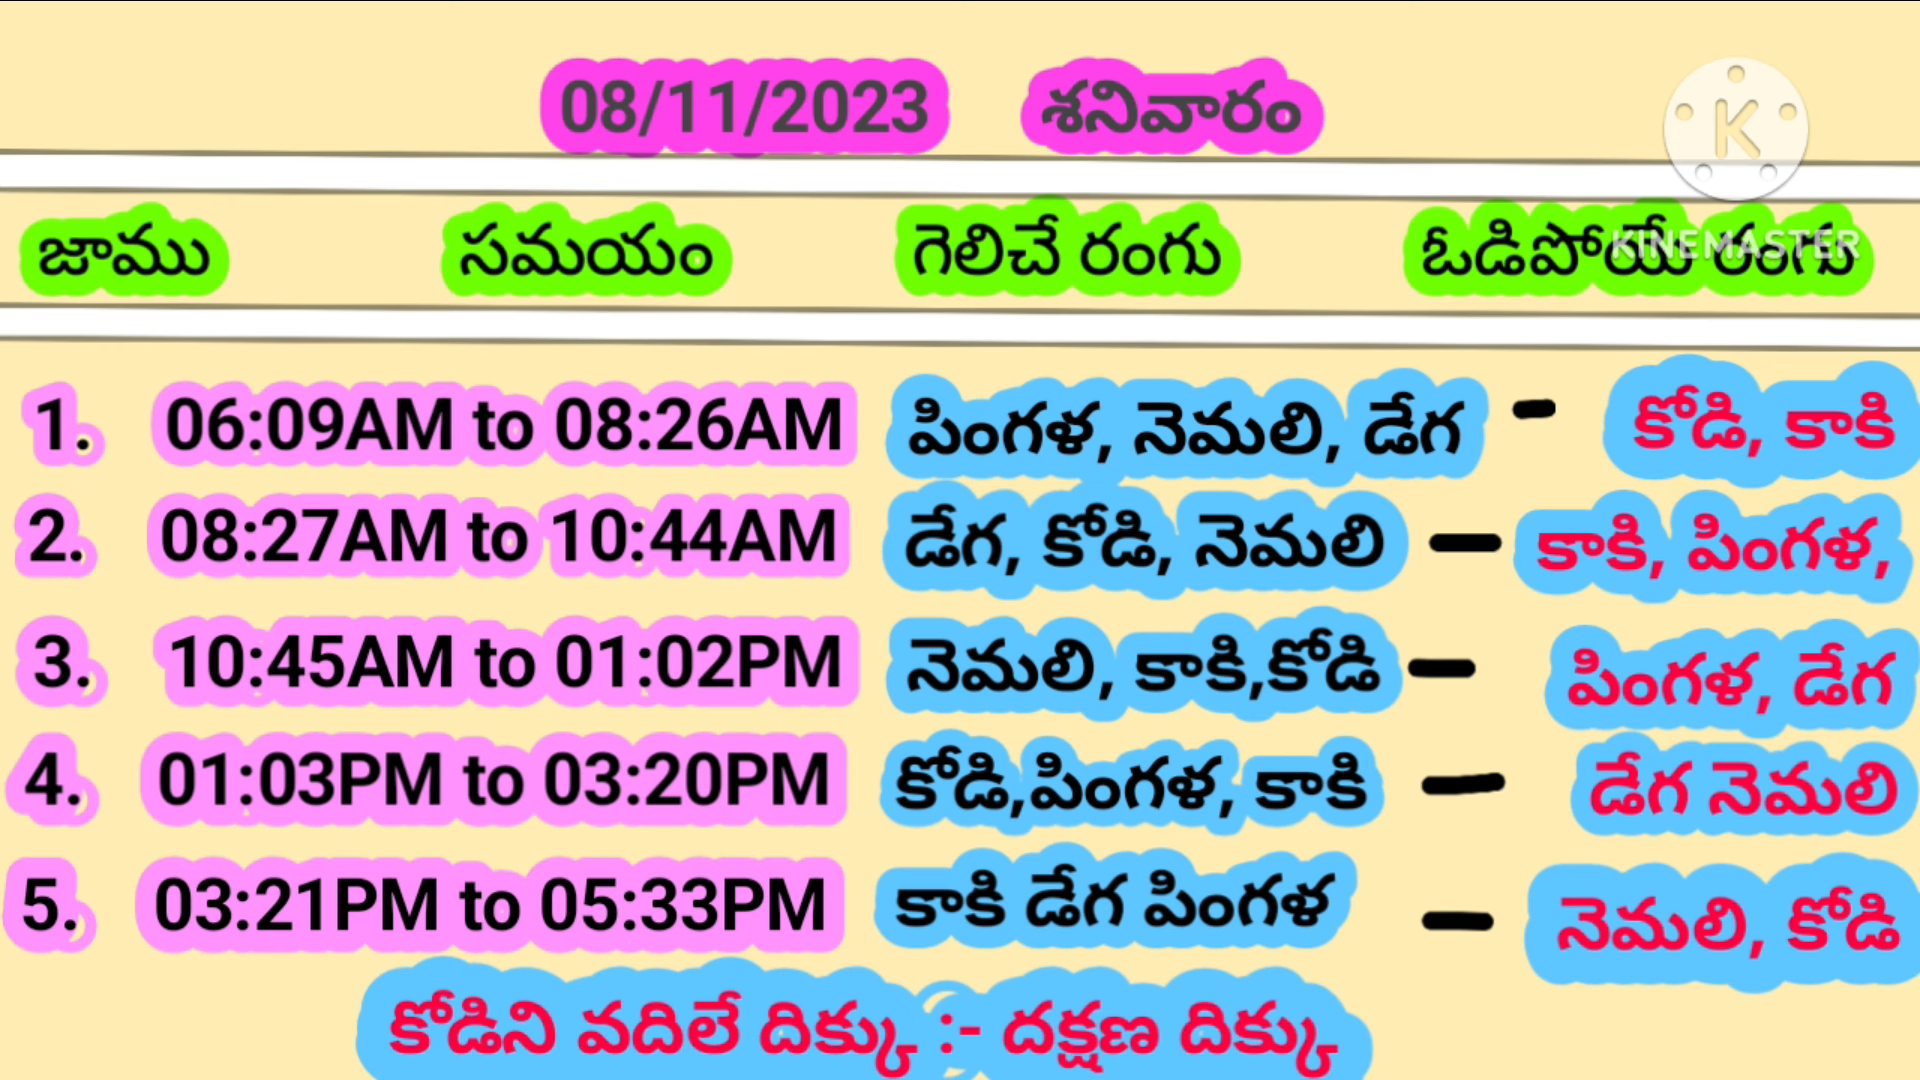 08/11/2023 శనివారం
జాము సమయం గెలిచే రంగు ఓడిపోయే రంగు
KINEMASTER
1. 06:09AM to 08:26AM పింగళ, నెమలి, డేగ - కోడి, కాకి
2. 08:27AM to 10:44AM డేగ, కోడి, నెమలి - కాకి, పింగళ,
3. 10:45AM to 01:02PM నెమలి, కాకి,కోడి - పింగళ, డేగ
4. 01:03PM to 03:20PM కోడి,పింగళ, కాకి - డేగ నెమలి
5. 03:21PM to 05:33PM కాకి డేగ పింగళ - నెమలి, కోడి
కోడిని వదిలే దిక్కు :- దక్షణ దిక్కు